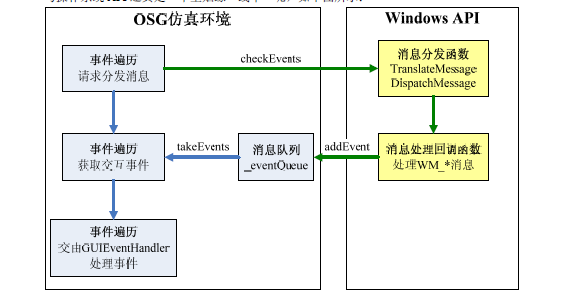 OSG仿真环境
Windows API
事件遍历
请求分发消息
checkEvents
消息分发函数
TranslateMessage
DispatchMessage
事件遍历
获取交互事件
takeEvents
消息队列
_eventQueue
addEvent
消息处理回调函数
处理WM_*消息
事件遍历
交由GUIEventHandler
处理事件